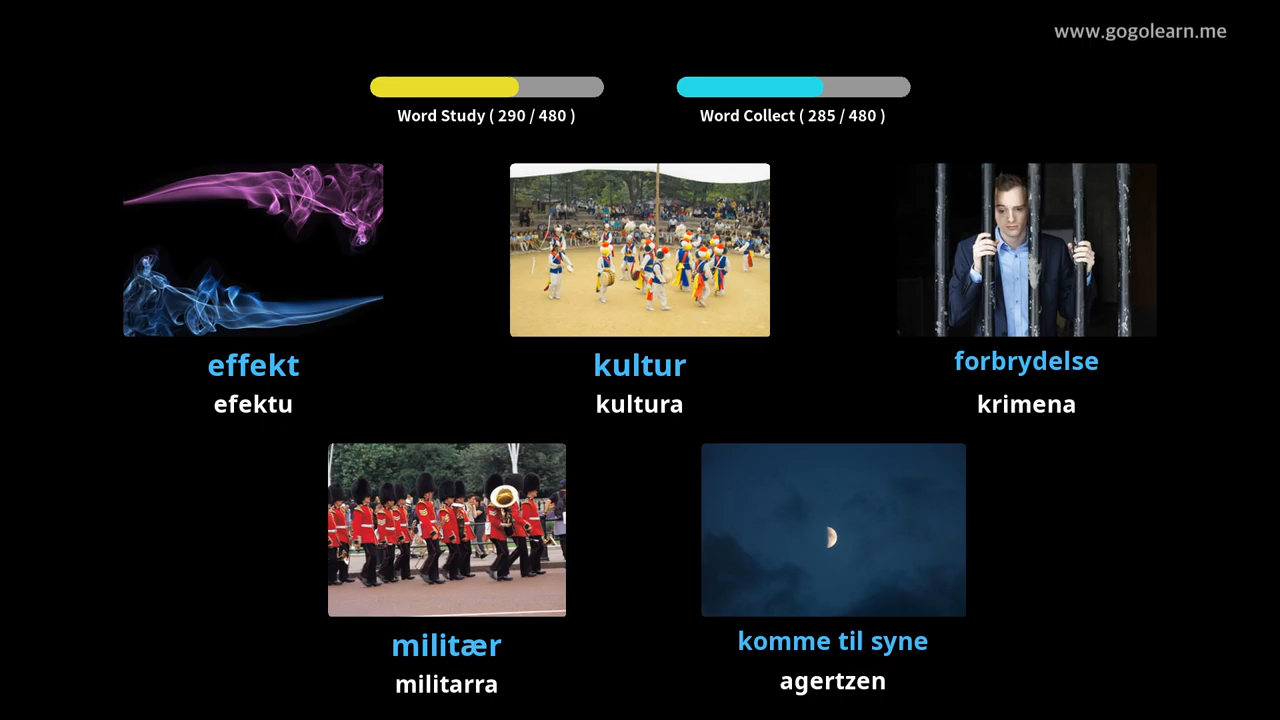 www.gogolearn.me
Word Study ( 290 / 480 )
Word Collect ( 285 / 480 )
effekt
efektu
kultur
kultura
forbrydelse
krimena
militær
militarra
komme til syne
agertzen